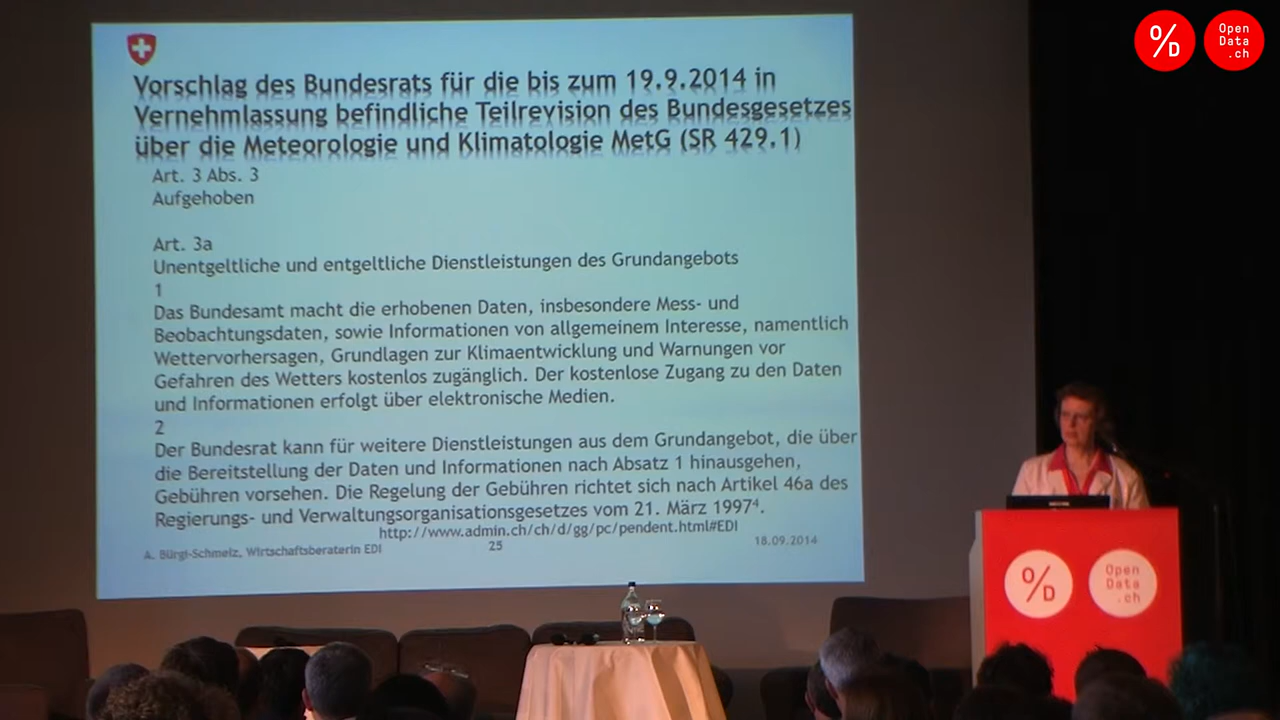 Vorschlag des Bundesrats für die bis zum 19.9.2014 in
Vernehmlassung befindliche Teilrevision des Bundesgesetzes
über die Meteorologie und Klimatologie MetG (SR 429.1)
Art. 3 Abs. 3
Aufgehoben
Art. 3a
Unentgeltliche und entgeltliche Dienstleistungen des Grundangebots
1
Das Bundesamt macht die erhobenen Daten, insbesondere Mess- und
Beobachtungsdaten, sowie Informationen von allgemeinem Interesse, namentlich
Wettervorhersagen, Grundlagen zur Klimaentwicklung und Warnungen vor
Gefahren des Wetters kostenlos zugänglich. Der kostenlose Zugang zu den Daten
und Informationen erfolgt über elektronische Medien.
2
Der Bundesrat kann für weitere Dienstleistungen aus dem Grundangebot, die über
die Bereitstellung der Daten und Informationen nach Absatz 1 hinausgehen,
Gebühren vorsehen. Die Regelung der Gebühren richtet sich nach Artikel 46a des
Regierungs- und Verwaltungsorganisationsgesetzes vom 21. März 1997⁴.
http://www.admin.ch/ch/d/gg/pc/pendent.html#EDI
A. Bürgi-Schmelz, Wirtschaftsberaterin EDI
25
18.09.2014
%D
Open
Data
.ch
%D
Open
Data
.ch